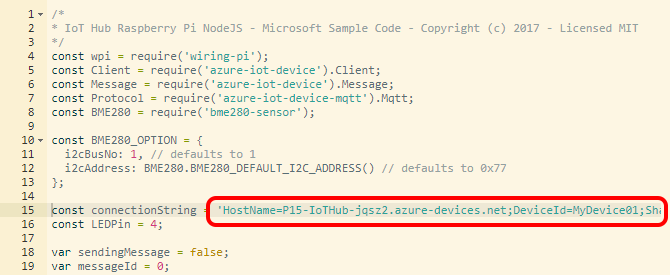 1 /*
2 * IoT Hub Raspberry Pi NodeJS - Microsoft Sample Code - Copyright (c) 2017 - Licensed MIT
3 */
4 const wpi = require('wiring-pi');
5 const Client = require('azure-iot-device').Client;
6 const Message = require('azure-iot-device').Message;
7 const Protocol = require('azure-iot-device-mqtt').Mqtt;
8 const BME280 = require('bme280-sensor');
9
10 const BME280_OPTION = {
11 i2cBusNo: 1, // defaults to 1
12 i2cAddress: BME280.BME280_DEFAULT_I2C_ADDRESS() // defaults to 0x77
13 };
14
15 const connectionString = 'HostName=P15-IoTHub-jqsz2.azure-devices.net;DeviceId=MyDevice01;Sha
16 const LEDPin = 4;
17
18 var sendingMessage = false;
19 var messageId = 0;